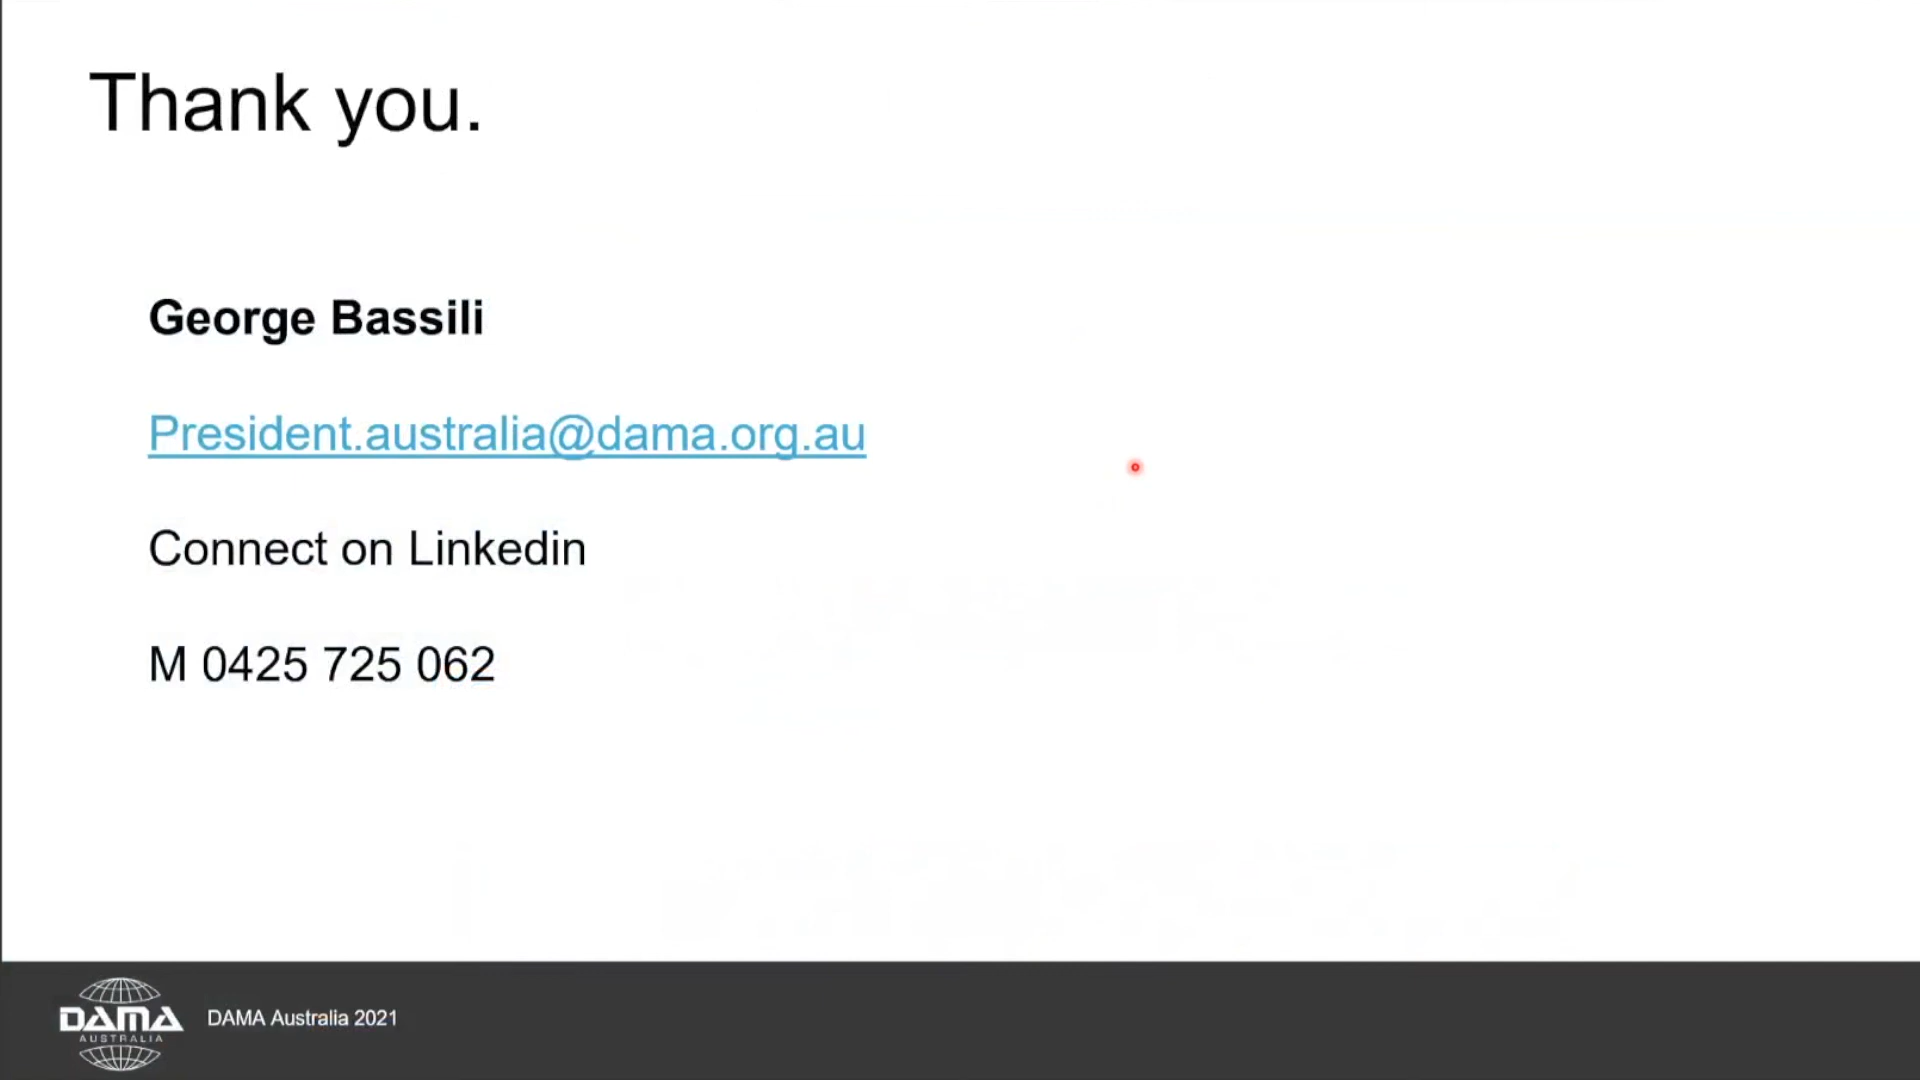 Thank you.
George Bassili
President.australia@dama.org.au
Connect on Linkedin
M 0425 725 062
DAMA
AUSTRALIA
DAMA Australia 2021